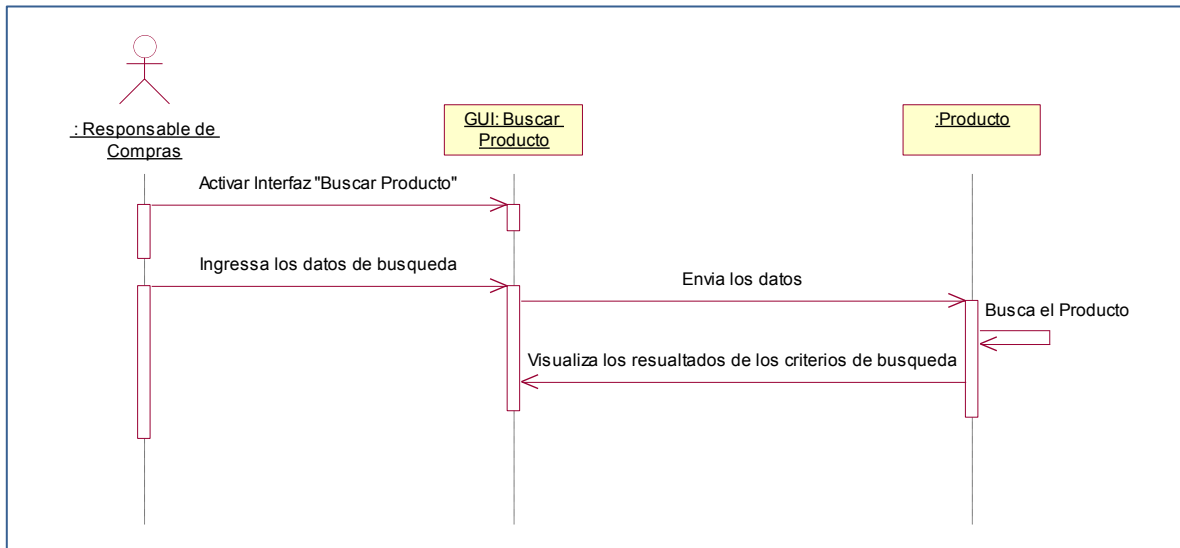 : Responsable de
Compras
GUI: Buscar
Producto
:Producto
Activar Interfaz "Buscar Producto"
Ingressa los datos de busqueda
Envia los datos
Busca el Producto
Visualiza los resualtados de los criterios de busqueda